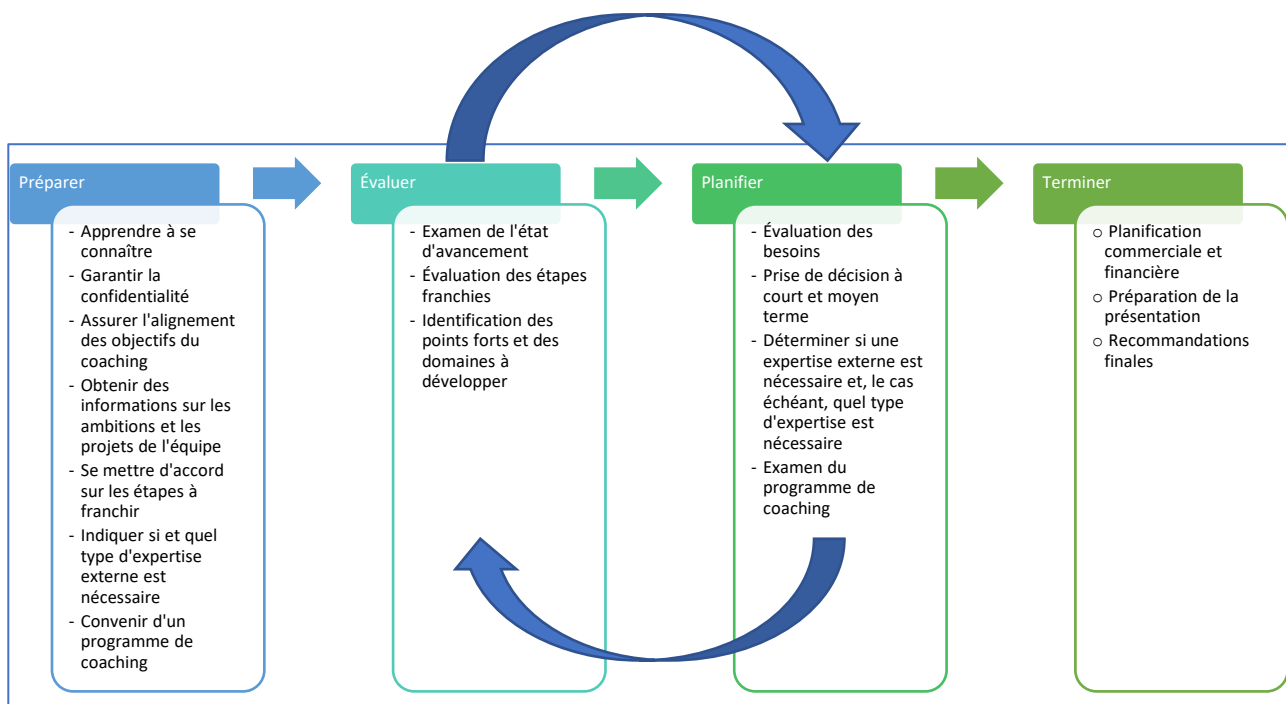 Préparer
- Apprendre à se
connaître
- Garantir la
confidentialité
- Assurer l'alignement
des objectifs du
coaching
- Obtenir des
informations sur les
ambitions et les
projets de l'équipe
- Se mettre d'accord
sur les étapes à
franchir
- Indiquer si et quel
type d'expertise
externe est
nécessaire
- Convenir d'un
programme de
coaching
Évaluer
- Examen de l'état
d'avancement
- Évaluation des étapes
franchies
- Identification des
points forts et des
domaines à
développer
Planifier
- Évaluation des
besoins
- Prise de décision à
court et moyen
terme
- Déterminer si une
expertise externe est
nécessaire et, le cas
échéant, quel type
d'expertise est
nécessaire
- Examen du
programme de
coaching
Terminer
o Planification
commerciale et
financière
o Préparation de la
présentation
o Recommandations
finales